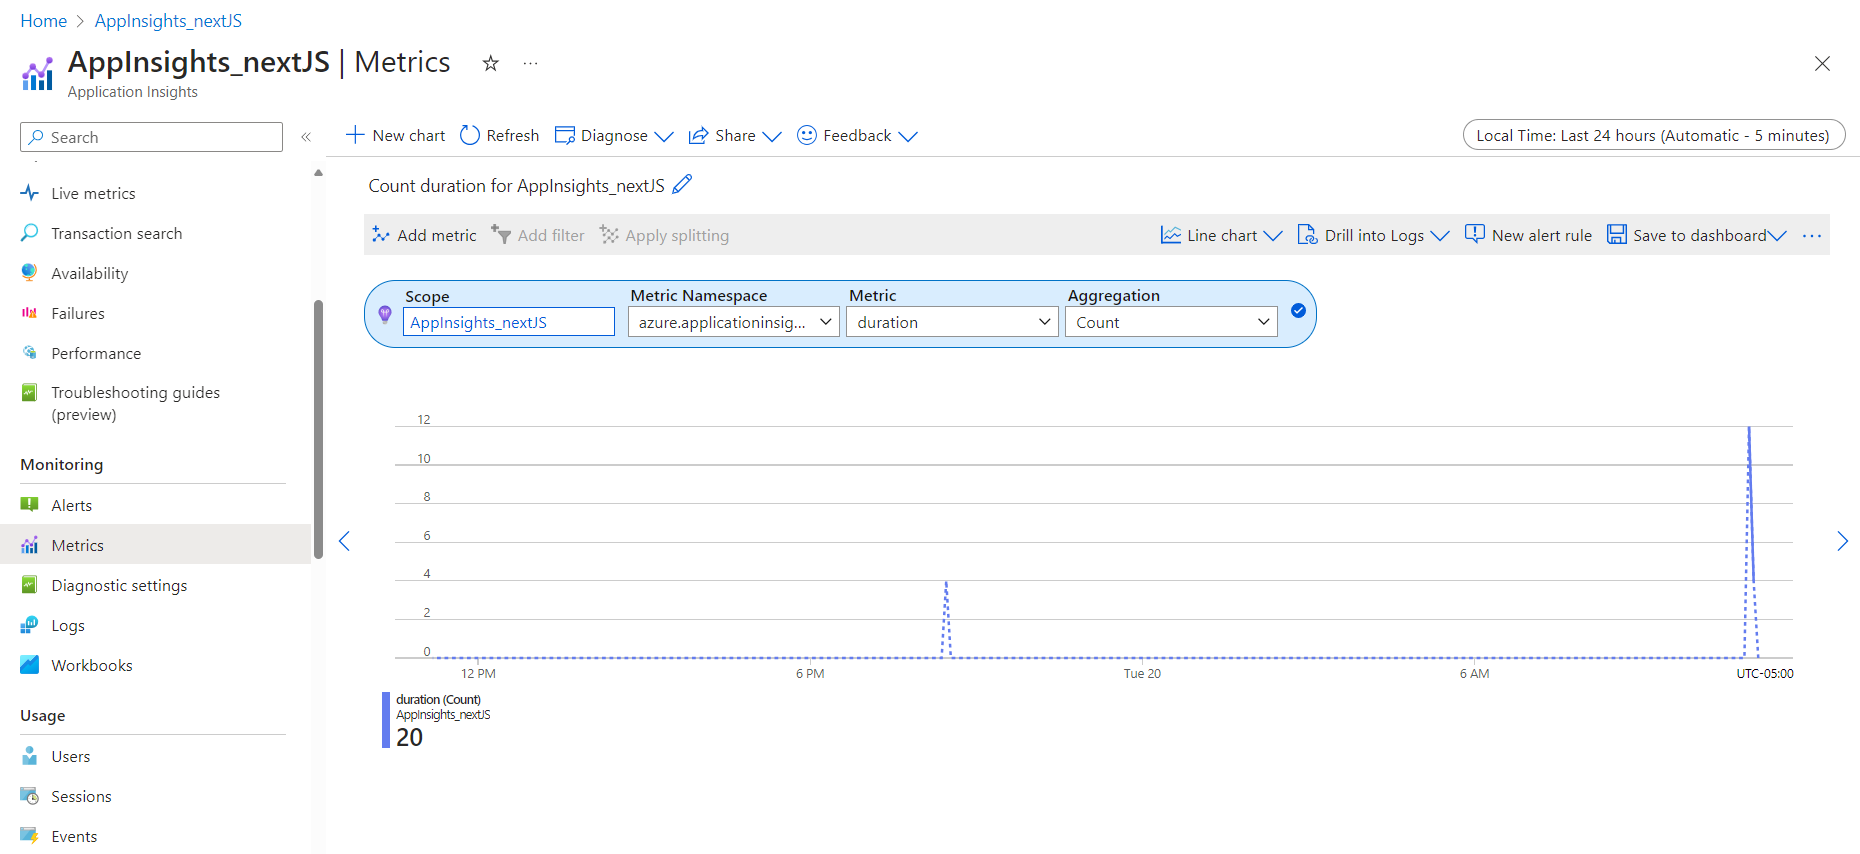 Home > AppInsights_nextJS
AppInsights_nextJS | Metrics ...
Application Insights
Search «
New chart Refresh Diagnose Share Feedback Local Time: Last 24 hours (Automatic - 5 minutes)
Live metrics
Transaction search
Availability
Failures
Performance
Troubleshooting guides
(preview)
Monitoring
Alerts
Metrics
Diagnostic settings
Logs
Workbooks
Usage
Users
Sessions
Events
Count duration for AppInsights_nextJS
Add metric Add filter Apply splitting Line chart Drill into Logs New alert rule Save to dashboard ...
Scope Metric Namespace Metric Aggregation
AppInsights_nextJS azure.applicationinsig... duration Count
12
10
8
6
4
2
0
12 PM 6 PM Tue 20 6 AM UTC-05:00
duration (Count)
AppInsights_nextJS
20